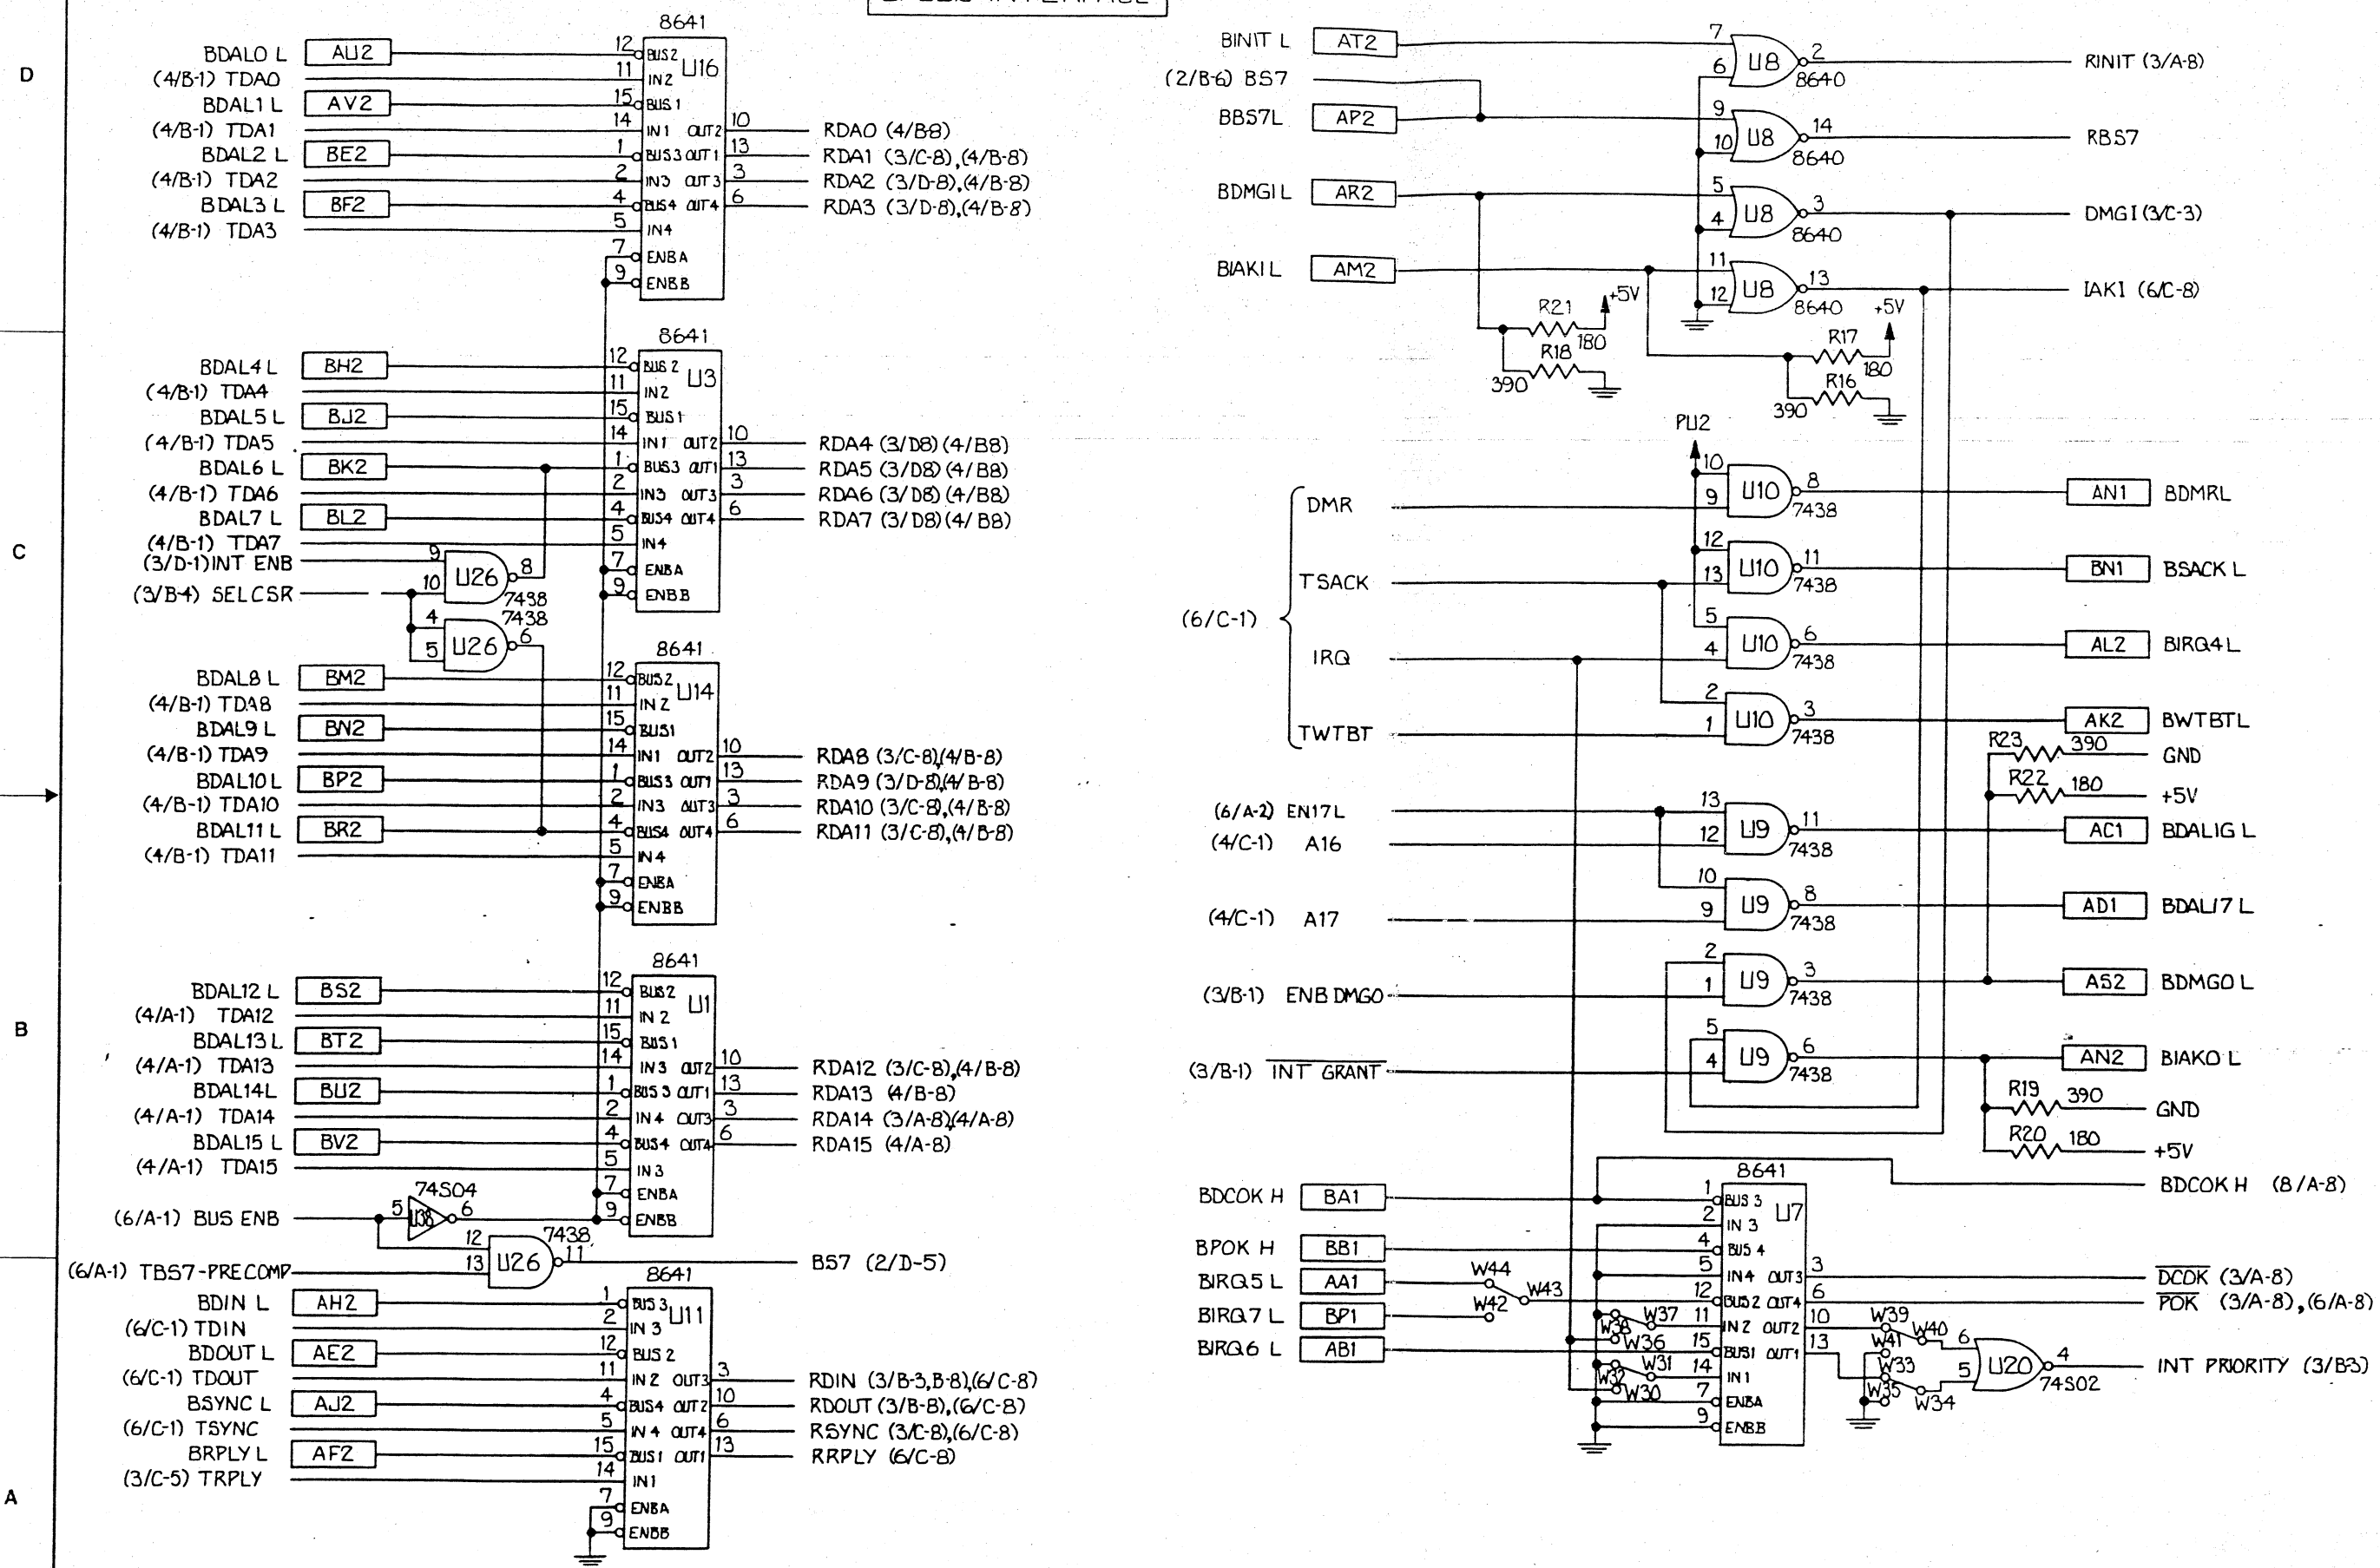 D
C
B
A
8641
BDAL0 L AU2 12 BUS2 U16
(4/B-1) TDA0 11 IN2
BDAL1 L AV2 15 BUS1
(4/B-1) TDA1 14 IN1 OUT2 10 RDA0 (4/B8)
BDAL2 L BE2 1 BUS3 OUT1 13 RDA1 (3/C-8),(4/B-8)
(4/B-1) TDA2 2 IN3 OUT3 3 RDA2 (3/D-8),(4/B-8)
BDAL3 L BF2 4 BUS4 OUT4 6 RDA3 (3/D-8),(4/B-8)
(4/B-1) TDA3 5 IN4
7 ENBA
9 ENBB
8641
BDAL4 L BH2 12 BUS 2 U3
(4/B-1) TDA4 11 IN2
BDAL5 L BJ2 15 BUS1
(4/B-1) TDA5 14 IN1 OUT2 10 RDA4 (3/D8) (4/B8)
BDAL6 L BK2 1 BUS3 OUT1 13 RDA5 (3/D8) (4/B8)
(4/B-1) TDA6 2 IN3 OUT3 3 RDA6 (3/D8) (4/B8)
BDAL7 L BL2 4 BUS4 OUT4 6 RDA7 (3/D8) (4/B8)
(4/B-1) TDA7 5 IN4
(3/D-1) INT ENB 9 U26 8 7 ENBA
(3/B-4) SELCSR 10 7438 9 ENBB
7438
4 5 U26 6
8641
BDAL8 L BM2 12 BUS2 U14
(4/B-1) TDA8 11 IN 2
BDAL9 L BN2 15 BUS1
(4/B-1) TDA9 14 IN1 OUT2 10 RDA8 (3/C-8),(4/B-8)
BDAL10 L BP2 1 BUS3 OUT1 13 RDA9 (3/D-8),(4/B-8)
(4/B-1) TDA10 2 IN3 OUT3 3 RDA10 (3/C-8),(4/B-8)
BDAL11 L BR2 4 BUS4 OUT4 6 RDA11 (3/C-8),(4/B-8)
(4/B-1) TDA11 5 IN4
7 ENBA
9 ENBB
8641
BDAL12 L BS2 12 BUS2 U1
(4/A-1) TDA12 11 IN 2
BDAL13 L BT2 15 BUS1
(4/A-1) TDA13 14 IN3 OUT2 10 RDA12 (3/C-8),(4/B-8)
BDAL14L BU2 1 BUS 3 OUT1 13 RDA13 (4/B-8)
(4/A-1) TDA14 2 IN 4 OUT3 3 RDA14 (3/A-8)(4/A-8)
BDAL15 L BV2 4 BUS4 OUT4 6 RDA15 (4/A-8)
(4/A-1) TDA15 5 IN3
7 ENBA
74S04
(6/A-1) BUS ENB 5 U38 6 9 ENBB
7438
12 U26 11 BS7 (2/D-5)
(6/A-1) TBS7-PRECOMP 13
8641
BDIN L AH2 1 BUS 3 U11
(6/C-1) TDIN 2 IN 3
BDOUT L AE2 12 BUS 2
(6/C-1) TDOUT 11 IN 2 OUT3 3 RDIN (3/B-3,B-8),(6/C-8)
BSYNC L AJ2 4 BUS4 OUT 2 10 RDOUT (3/B-8),(6/C-8)
(6/C-1) TSYNC 5 IN 4 OUT4 6 RSYNC (3/C-8),(6/C-8)
BRPLY L AF2 15 BUS1 OUT1 13 RRPLY (6/C-8)
(3/C-5) TRPLY 14 IN1
7 ENBA
9 ENBB
BINIT L AT2 7 6 U8 2 8640 RINIT (3/A-8)
(2/B-6) BS7
BBS7L AP2 9 10 U8 14 8640 RBS7
BDMGI L AR2 5 4 U8 3 8640 DMGI (3/C-3)
BIAKI L AM2 11 12 U8 13 8640 IAKI (6/C-8)
R21 180 +5V
R18 390
R17 180 +5V
R16 390
PU2
DMR 10 9 U10 8 7438 AN1 BDMRL
TSACK 12 13 U10 11 7438 BN1 BSACK L
(6/C-1)
IRQ 5 4 U10 6 7438 AL2 BIRQ4 L
TWTBT 2 1 U10 3 7438 AK2 BWTBTL
R23 390 GND
R22 180 +5V
(6/A-2) EN17L 13
(4/C-1) A16 12 U9 11 7438 AC1 BDAL1G L
(4/C-1) A17 10 9 U9 8 7438 AD1 BDAL17 L
(3/B-1) ENB DMGO 2 1 U9 3 7438 AS2 BDMGO L
(3/B-1) INT GRANT 5 4 U9 6 7438 AN2 BIAKO L
R19 390 GND
R20 180 +5V
8641
BDCOK H BA1 1 BUS 3 U7 BDCOK H (8/A-8)
2 IN 3
BPOK H BB1 4 BUS 4
BIRQ5 L AA1 W44 5 IN4 OUT3 3 DCOK (3/A-8)
W43 12 BUS2 OUT4 6 POK (3/A-8),(6/A-8)
BIRQ7 L BP1 W42 W38 W37 11 IN 2 OUT2 10 W39 W40
BIRQ6 L AB1 W36 15 BUS1 OUT1 13 W41 6 U20 4 INT PRIORITY (3/B3)
W32 W31 14 IN1 W33 5 74S02
W30 7 ENBA W35 W34
9 ENBB